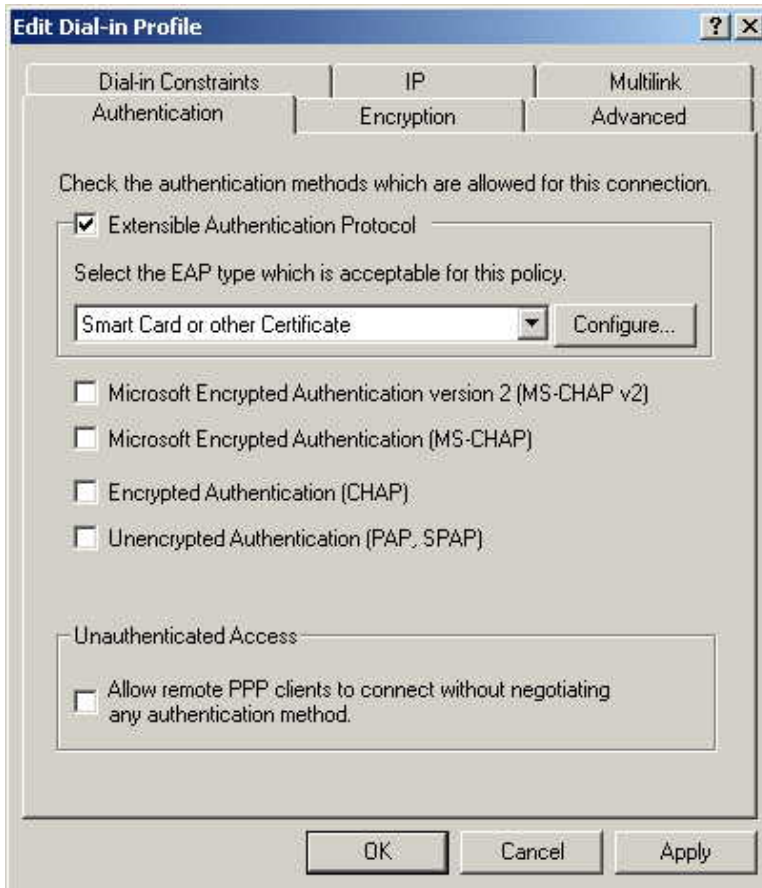 Edit Dial-in Profile
Dial-in Constraints IP Multilink
Authentication Encryption Advanced
Check the authentication methods which are allowed for this connection.
Extensible Authentication Protocol
Select the EAP type which is acceptable for this policy.
Smart Card or other Certificate Configure...
Microsoft Encrypted Authentication version 2 (MS-CHAP v2)
Microsoft Encrypted Authentication (MS-CHAP)
Encrypted Authentication (CHAP)
Unencrypted Authentication (PAP, SPAP)
Unauthenticated Access
Allow remote PPP clients to connect without negotiating
any authentication method.
OK Cancel Apply